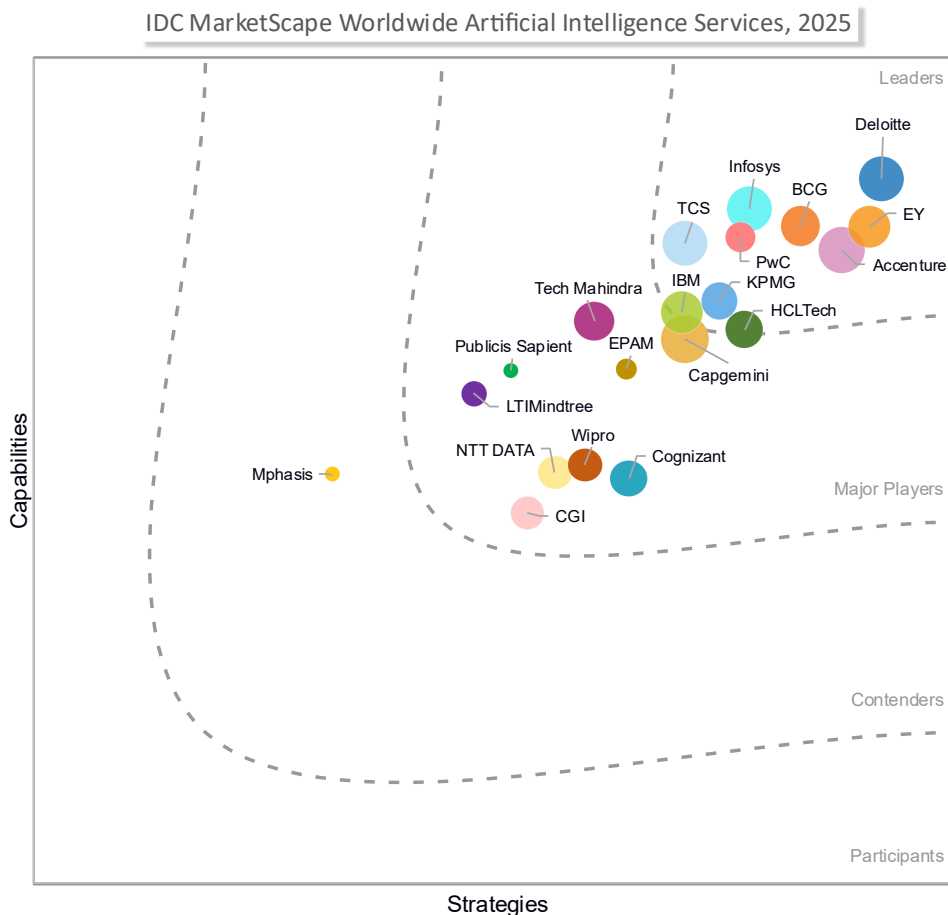 IDC MarketScape Worldwide Artificial Intelligence Services, 2025
Leaders
Deloitte
Infosys
BCG
TCS
EY
PwC
Accenture
IBM
KPMG
Tech Mahindra
HCLTech
Publicis Sapient
EPAM
Capgemini
LTIMindtree
Wipro
NTT DATA
Cognizant
Mphasis
Capabilities
Major Players
CGI
Contenders
Participants
Strategies